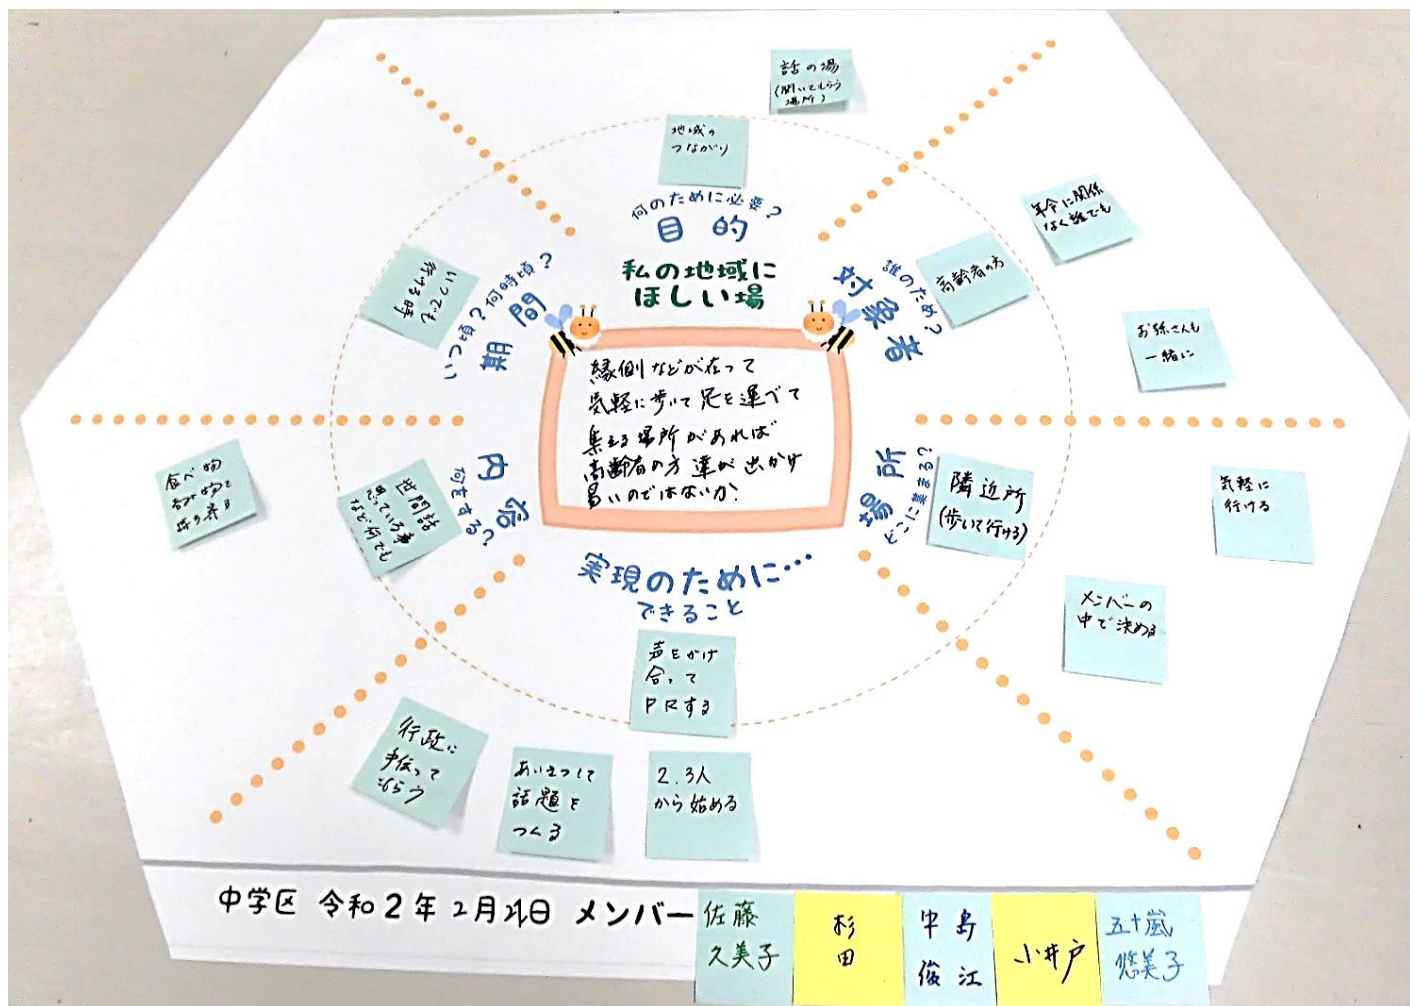 話の場
(聞いてもらう
場所)
地域の
つながり
何のために必要?
目的
私の地域に
ほしい場
年令に関係
なく誰でも
高齢者の方
お孫さんも
一緒に
誰のため?
対象者
いつでも
行ける時
いつ頃?何時頃?
期間
縁側などが在って
気軽に歩いて足を運べて
集える場所があれば
高齢者の方達が出かけ
易いのではないか?
食べ物
飲み物を
持ち寄る
世間話
思っている事
など何でも
内容
何をする?
場所
どこに集まる?
隣近所
(歩いて行ける)
気軽に
行ける
メンバーの
中で決める
実現のために…
できること
声をかけ
合って
PRする
行政に
手伝って
もらう
あいさつして
話題を
つくる
2.3人
から始める
中学区 令和2年2月21日 メンバー
佐藤
久美子
杉
田
中島
俊江
小井戸
五十嵐
悠美子